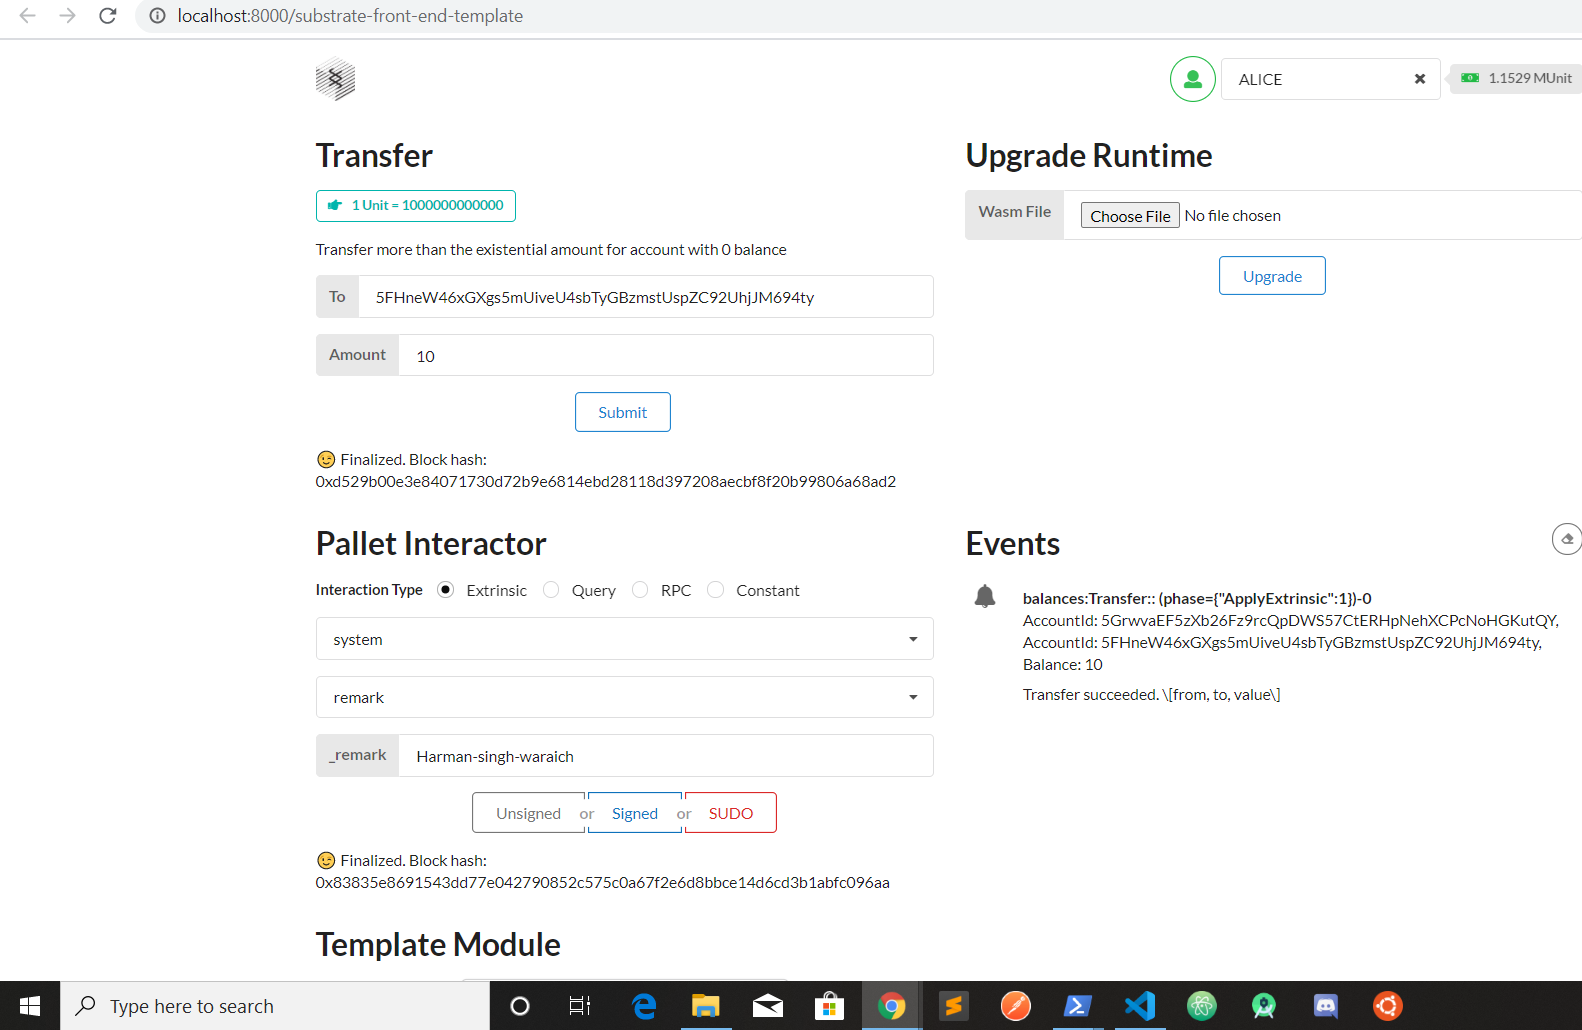 localhost:8000/substrate-front-end-template
ALICE
1.1529 MUnit
Transfer
1 Unit = 1000000000000
Transfer more than the existential amount for account with 0 balance
To
5FHneW46xGXgs5mUiveU4sbTyGBzmstUspZC92UhjJM694ty
Amount
10
Submit
Finalized. Block hash:
0xd529b00e3e84071730d72b9e6814ebd28118d397208aecbf8f20b99806a68ad2
Upgrade Runtime
Wasm File
Choose File No file chosen
Upgrade
Pallet Interactor
Interaction Type Extrinsic Query RPC Constant
system
remark
_remark
Harman-singh-waraich
Unsigned or Signed or SUDO
Finalized. Block hash:
0x83835e8691543dd77e042790852c575c0a67f2e6d8bbce14d6cd3b1abfc096aa
Events
balances:Transfer:: (phase={"ApplyExtrinsic":1})-0
AccountId: 5GrwvaEF5zXb26Fz9rcQpDWS57CtERHpNehXCPcNoHGKutQY,
AccountId: 5FHneW46xGXgs5mUiveU4sbTyGBzmstUspZC92UhjJM694ty,
Balance: 10
Transfer succeeded. \[from, to, value\]
Template Module
Type here to search